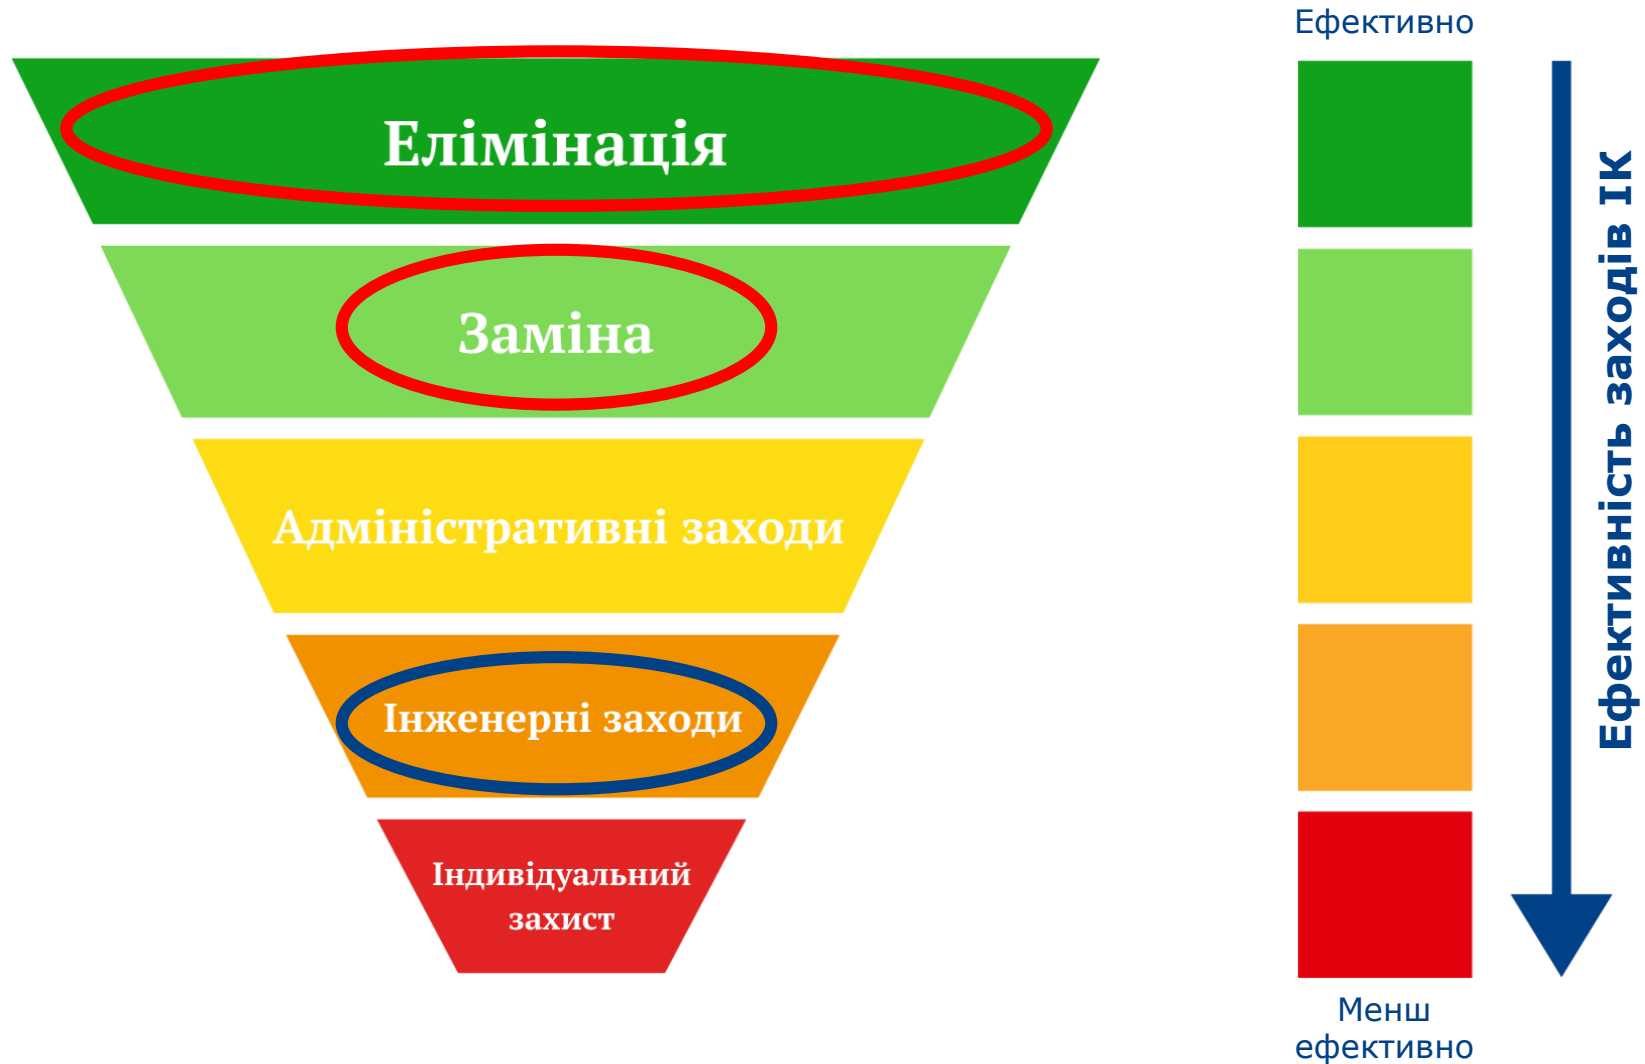 Ефективно
Елімінація
Заміна
Адміністративні заходи
Інженерні заходи
Індивідуальний
захист
Ефективність заходів ІК
Менш
ефективно